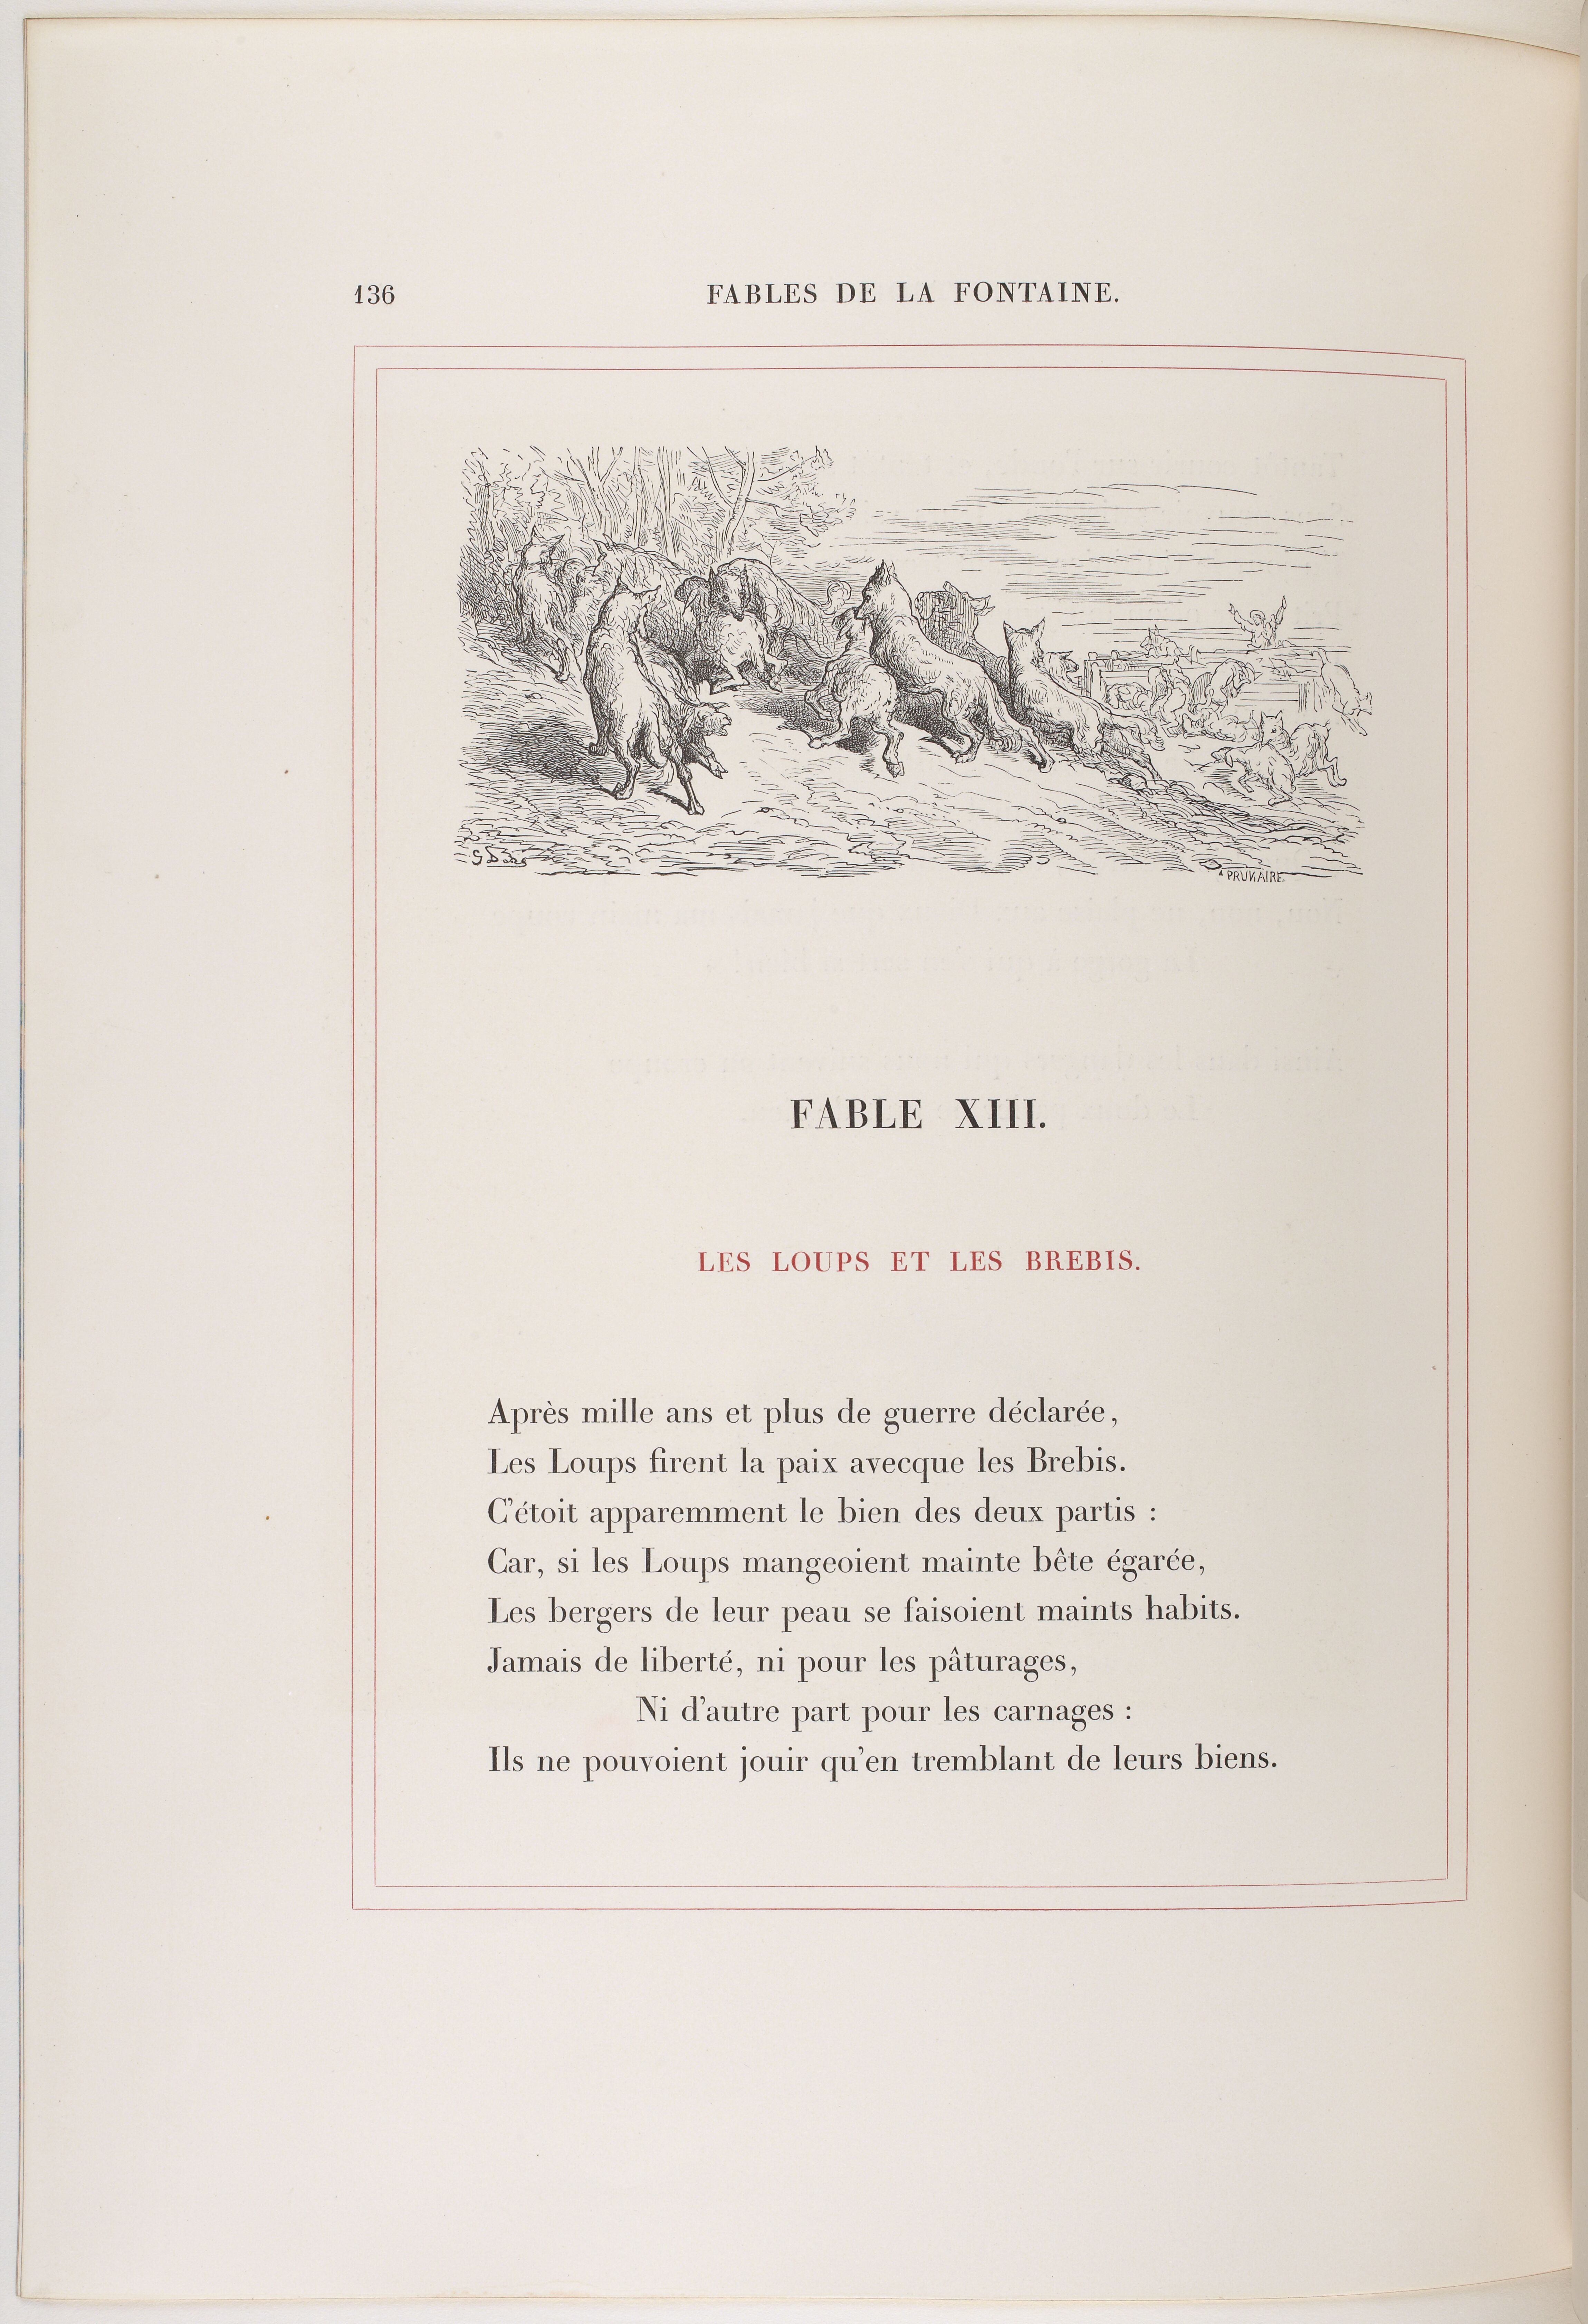 136
FABLES DE LA FONTAINE.
G Doré
A PRUNAIRE
FABLE XIII.
LES LOUPS ET LES BREBIS.
Après mille ans et plus de guerre déclarée,
Les Loups firent la paix avecque les Brebis.
C'étoit apparemment le bien des deux partis :
Car, si les Loups mangeoient mainte bête égarée,
Les bergers de leur peau se faisoient maints habits.
Jamais de liberté, ni pour les pâturages,
Ni d'autre part pour les carnages :
Ils ne pouvoient jouir qu'en tremblant de leurs biens.